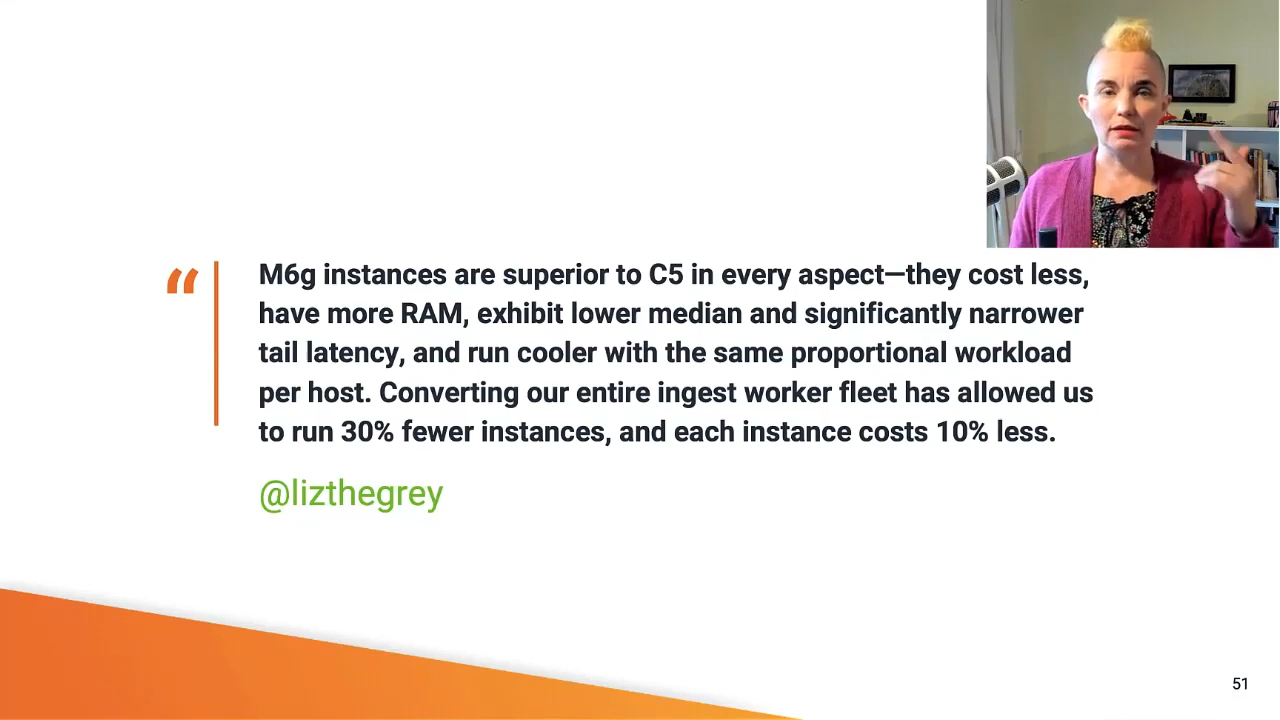 “
M6g instances are superior to C5 in every aspect—they cost less,
have more RAM, exhibit lower median and significantly narrower
tail latency, and run cooler with the same proportional workload
per host. Converting our entire ingest worker fleet has allowed us
to run 30% fewer instances, and each instance costs 10% less.
@lizthegrey
51